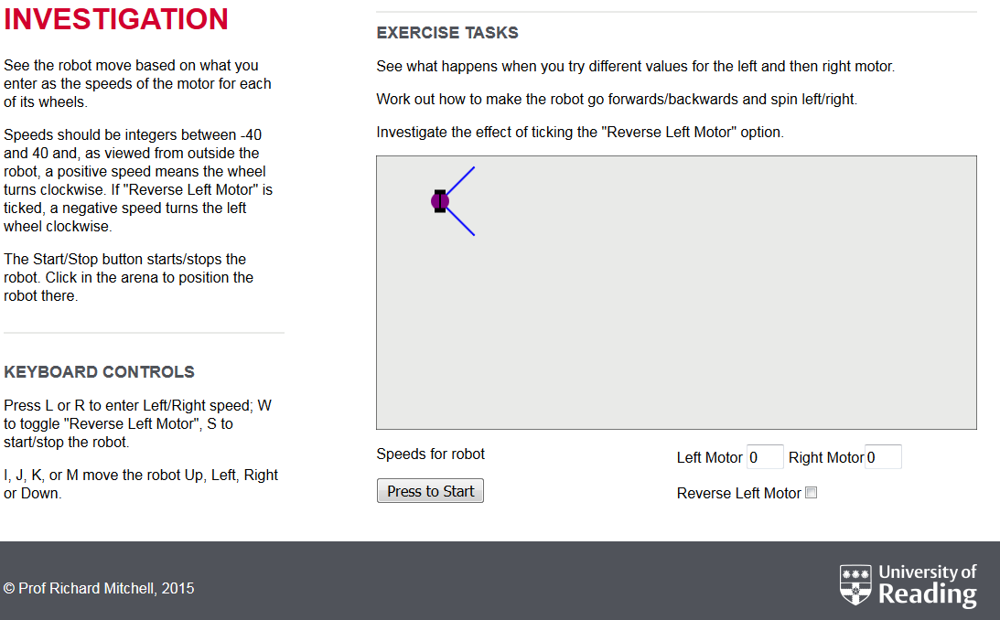 INVESTIGATION
See the robot move based on what you
enter as the speeds of the motor for each
of its wheels.
Speeds should be integers between -40
and 40 and, as viewed from outside the
robot, a positive speed means the wheel
turns clockwise. If "Reverse Left Motor" is
ticked, a negative speed turns the left
wheel clockwise.
The Start/Stop button starts/stops the
robot. Click in the arena to position the
robot there.
KEYBOARD CONTROLS
Press L or R to enter Left/Right speed; W
to toggle "Reverse Left Motor", S to
start/stop the robot.
I, J, K, or M move the robot Up, Left, Right
or Down.
EXERCISE TASKS
See what happens when you try different values for the left and then right motor.
Work out how to make the robot go forwards/backwards and spin left/right.
Investigate the effect of ticking the "Reverse Left Motor" option.
Speeds for robot
Left Motor 0 Right Motor 0
Press to Start
Reverse Left Motor
© Prof Richard Mitchell, 2015
University of
Reading